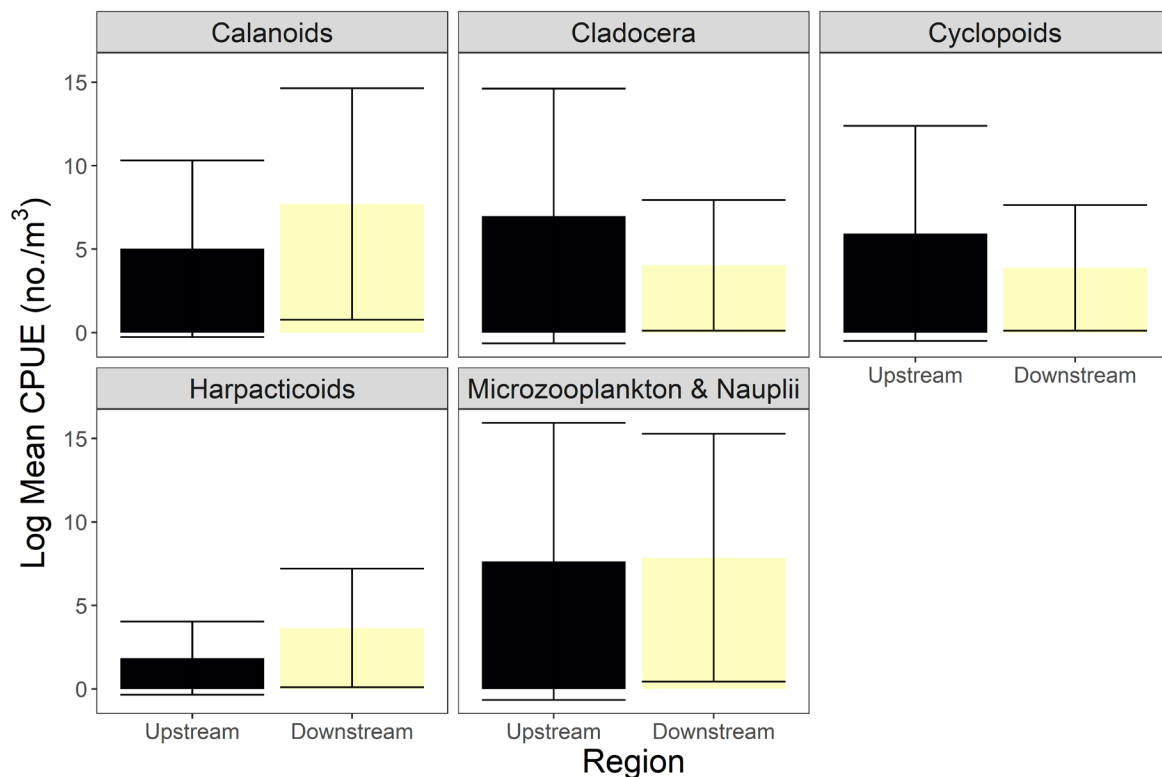 Calanoids
Cladocera
Cyclopoids
15
10
5
0
Upstream
Downstream
Harpacticoids
Microzooplankton & Nauplii
15
10
5
0
Upstream
Downstream
Upstream
Downstream
Region
Log Mean CPUE (no./m³)